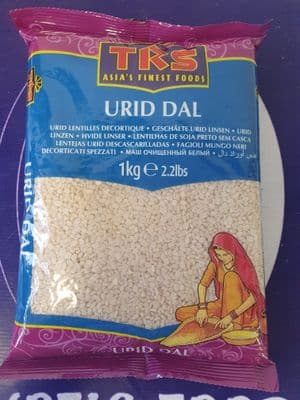 TRS
ASIA'S FINEST FOODS
URID DAL
URID LENTILLES DECORTIQUE • GESCHÄLTE URID LINSEN • URID
LINZEN • HVIDE LINSER • LENTILHAS DE SOJA PRETO SEM CASCA
LENTEJAS URID DESCASCARILLADAS • FAGIOLI MUNGO NERI
DECORTICATI SPEZZATI • МАШ ОЧИЩЕННЫЙ БЕЛЫЙ •
1kg e 2.2lbs
URID DAL
URID DAL